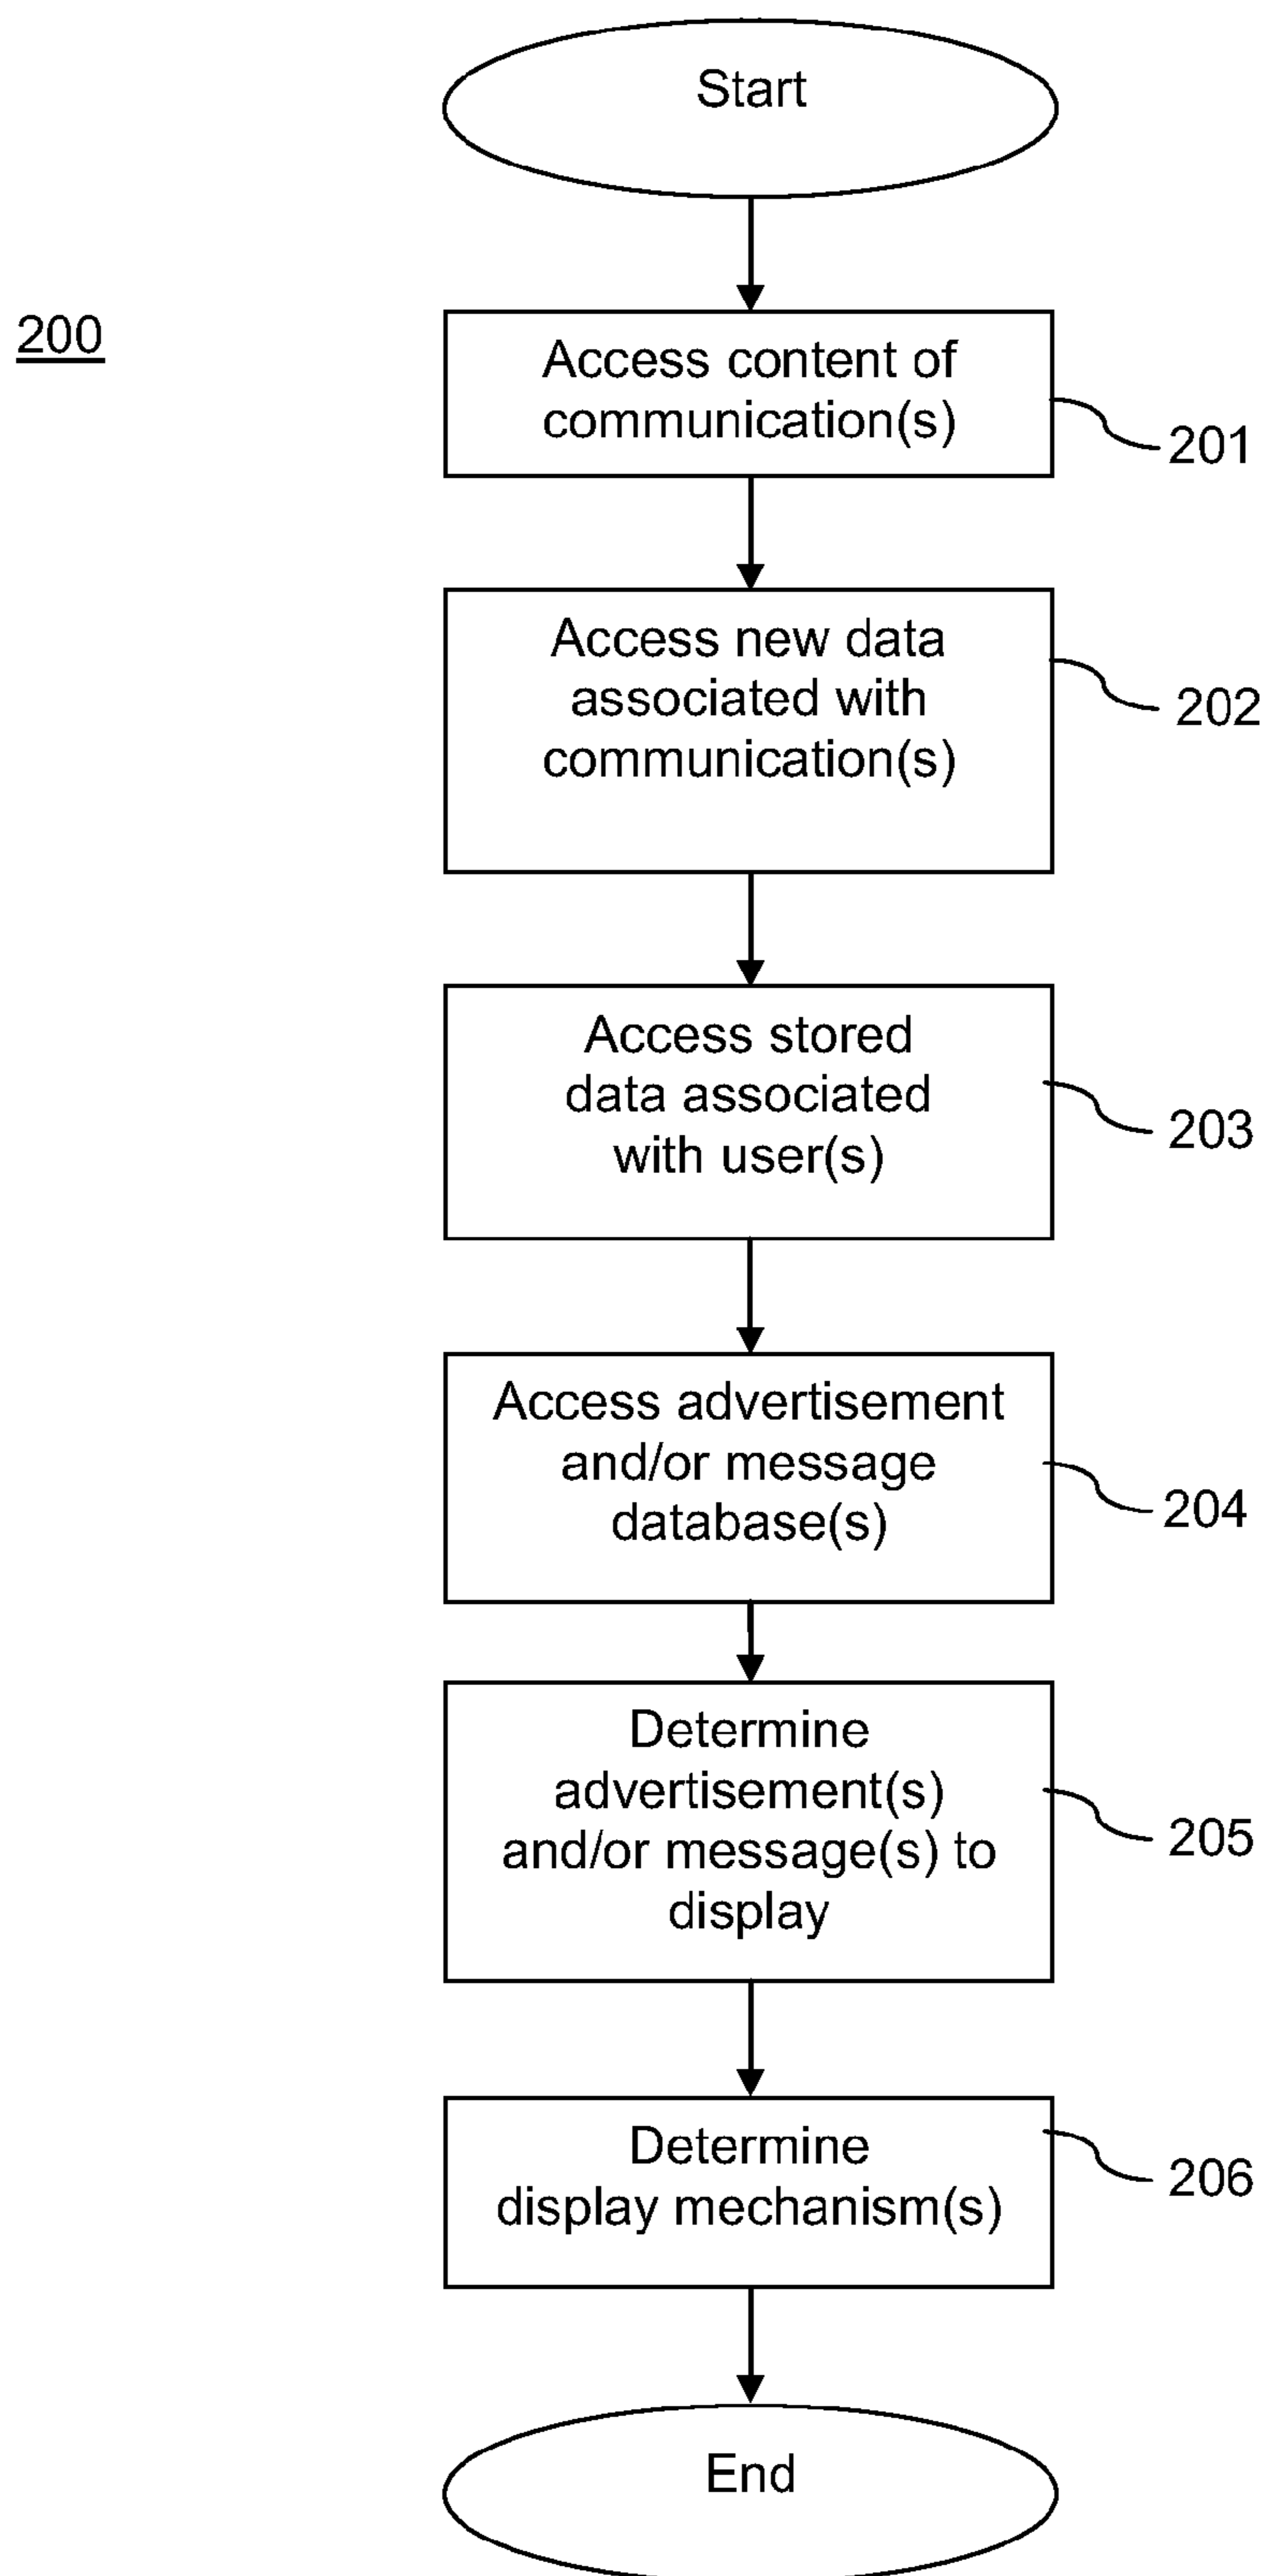 Start
200
Access content of
communication(s)
201
Access new data
associated with
communication(s)
202
Access stored
data associated
with user(s)
203
Access advertisement
and/or message
database(s)
204
Determine
advertisement(s)
and/or message(s) to
display
205
Determine
display mechanism(s)
206
End